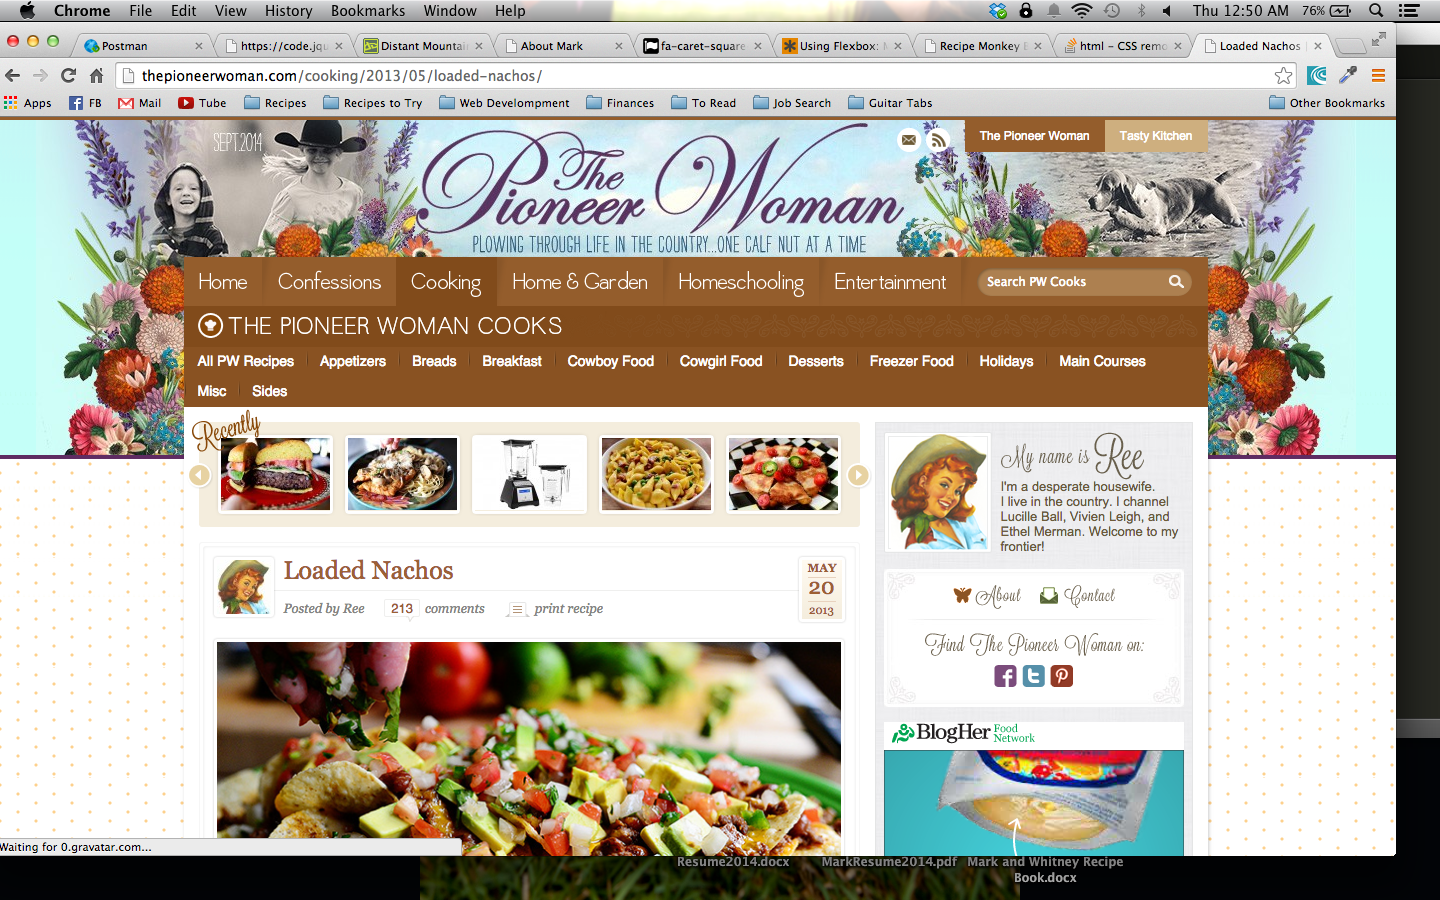 Chrome File Edit View History Bookmarks Window Help Thu 12:50 AM 76%
Postman https://code.jqu Distant Mountai About Mark fa-caret-square Using Flexbox: M Recipe Monkey B html - CSS remo Loaded Nachos
thepioneerwoman.com/cooking/2013/05/loaded-nachos/
Apps FB Mail Tube Recipes Recipes to Try Web Develompment Finances To Read Job Search Guitar Tabs Other Bookmarks
SEPT.2014
The Pioneer Woman Tasty Kitchen
The
Pioneer Woman
PLOWING THROUGH LIFE IN THE COUNTRY...ONE CALF NUT AT A TIME
Home Confessions Cooking Home & Garden Homeschooling Entertainment Search PW Cooks
THE PIONEER WOMAN COOKS
All PW Recipes Appetizers Breads Breakfast Cowboy Food Cowgirl Food Desserts Freezer Food Holidays Main Courses
Misc Sides
Recently
My name is Ree
I'm a desperate housewife.
I live in the country. I channel
Lucille Ball, Vivien Leigh, and
Ethel Merman. Welcome to my
frontier!
Loaded Nachos
Posted by Ree 213 comments print recipe
MAY
20
2013
About Contact
Find The Pioneer Woman on:
BlogHer Food
Network
Waiting for 0.gravatar.com...
Resume2014.docx MarkResume2014.pdf Mark and Whitney Recipe
Book.docx